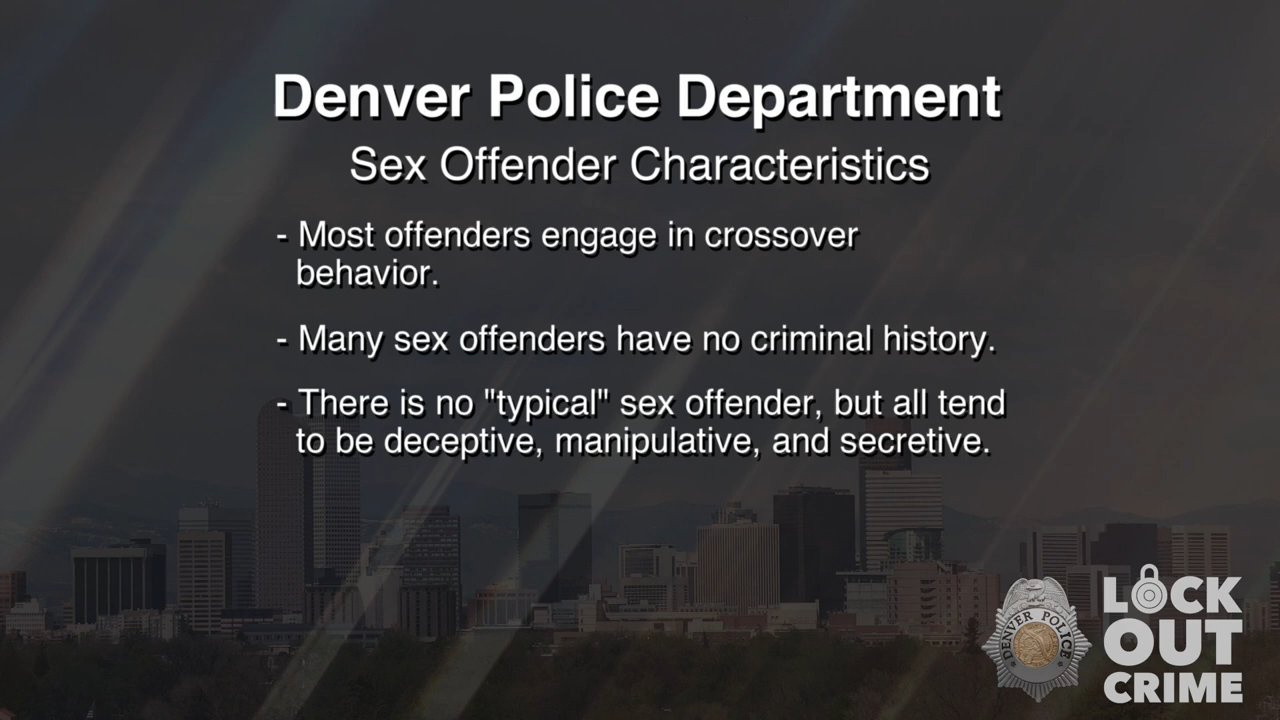 Denver Police Department
Sex Offender Characteristics
- Most offenders engage in crossover
behavior.
- Many sex offenders have no criminal history.
- There is no "typical" sex offender, but all tend
to be deceptive, manipulative, and secretive.
DENVER POLICE
LOCK
OUT
CRIME